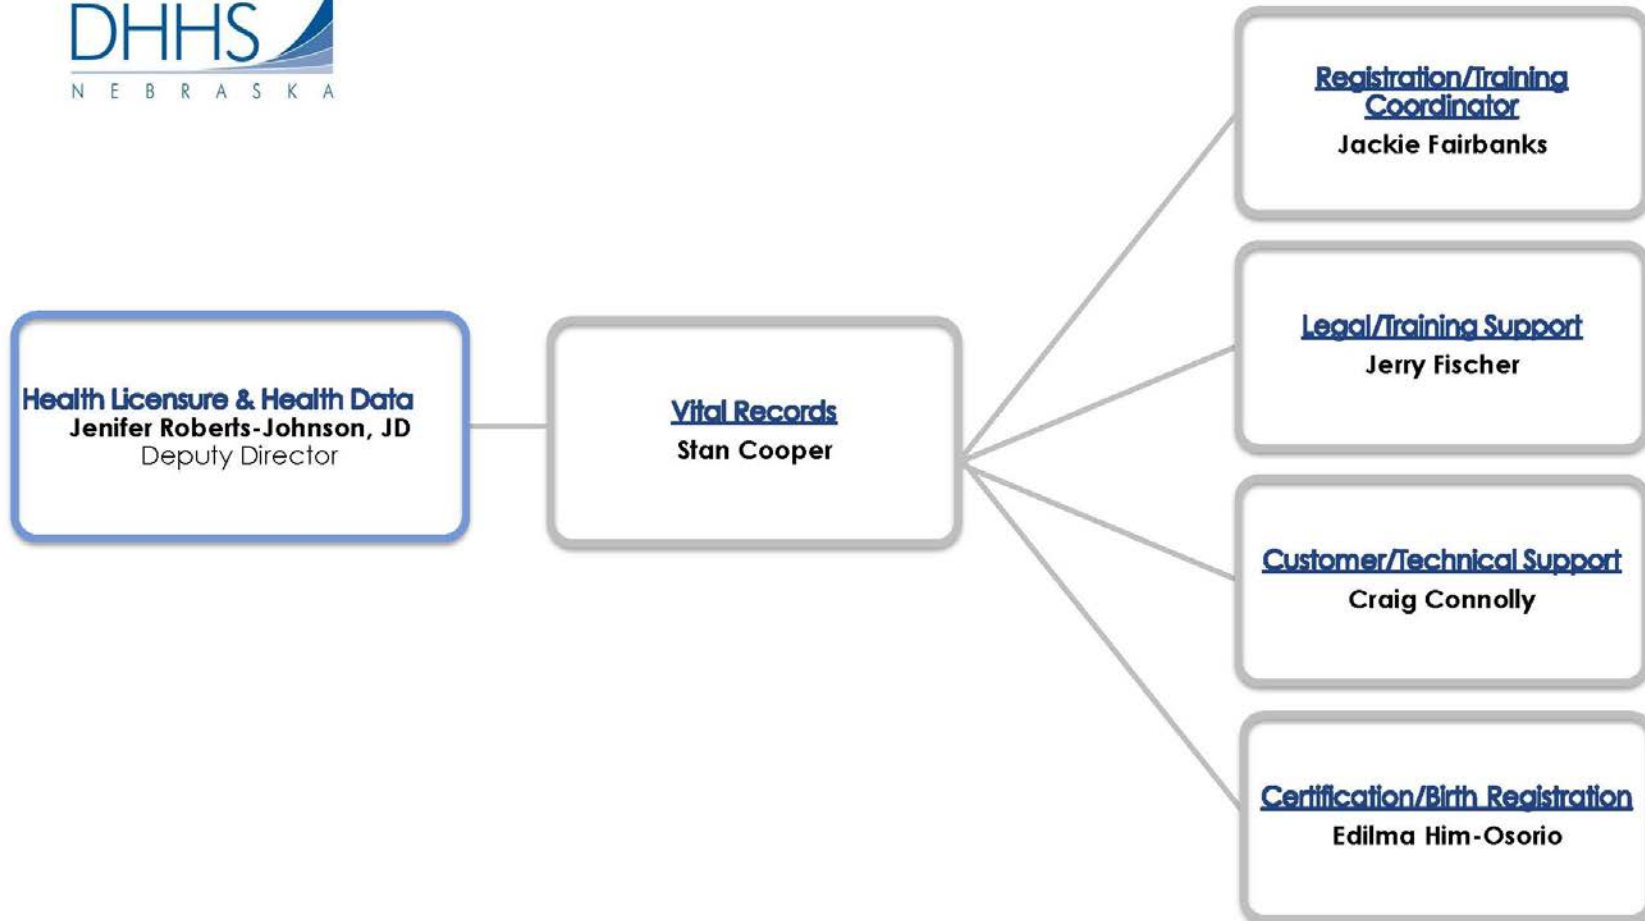 DHHS
NEBRASKA
Health Licensure & Health Data
Jenifer Roberts-Johnson, JD
Deputy Director
Vital Records
Stan Cooper
Registration/Training
Coordinator
Jackie Fairbanks
Legal/Training Support
Jerry Fischer
Customer/Technical Support
Craig Connolly
Certification/Birth Registration
Edilma Him-Osorio